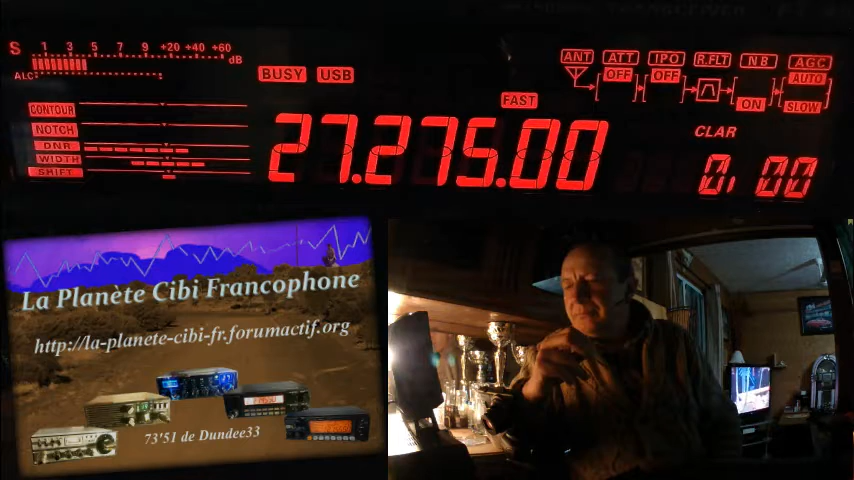 S 1 3 5 7 9 +20 +40 +60 dB
ALC
BUSY USB
FAST
ANT ATT IPO R.FLT NB AGC
OFF OFF AUTO
ON SLOW
CONTOUR
NOTCH
DNR
WIDTH
SHIFT
27.275.00
CLAR
0.00
La Planète Cibi Francophone
http://la-planete-cibi-fr.forumactif.org
73'51 de Dundee33